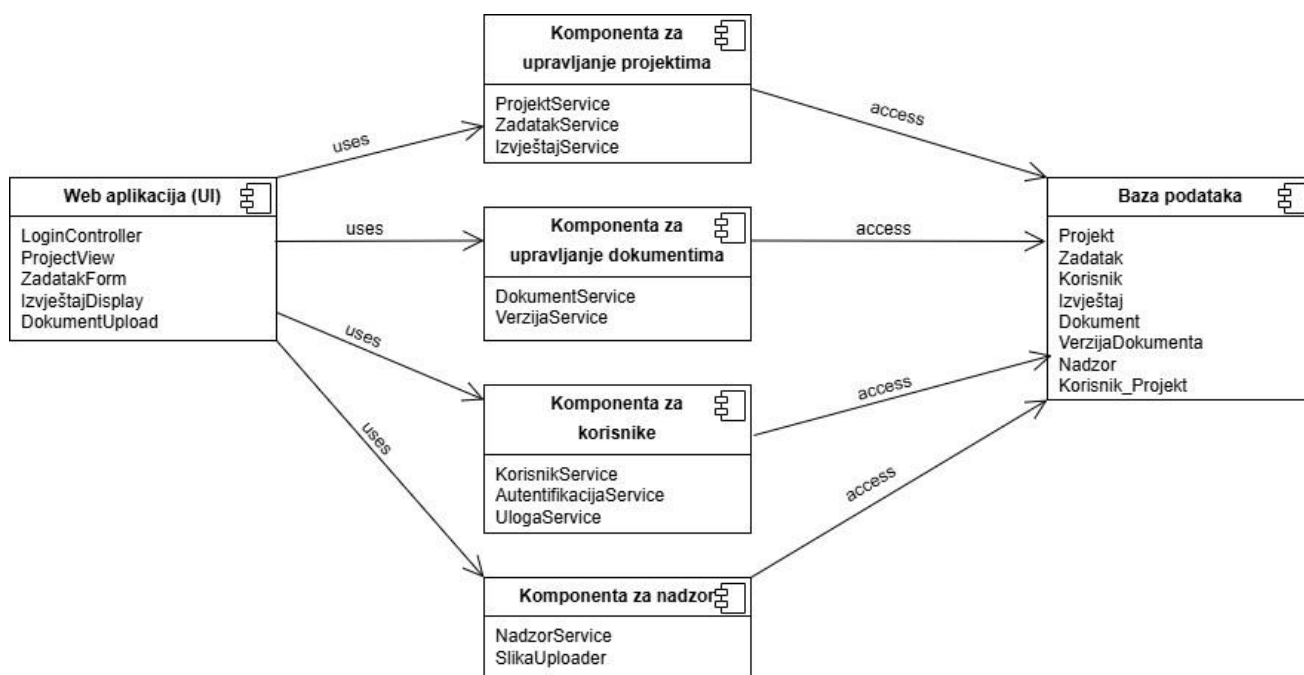 Web aplikacija (UI)
LoginController
ProjectView
ZadatakForm
IzvještajDisplay
DokumentUpload
uses
uses
uses
uses
Komponenta za
upravljanje projektima
ProjektService
ZadatakService
IzvještajService
Komponenta za
upravljanje dokumentima
DokumentService
VerzijaService
Komponenta za
korisnike
KorisnikService
AutentifikacijaService
UlogaService
Komponenta za nadzor
NadzorService
SlikaUploader
access
access
access
access
Baza podataka
Projekt
Zadatak
Korisnik
Izvještaj
Dokument
VerzijaDokumenta
Nadzor
Korisnik_Projekt